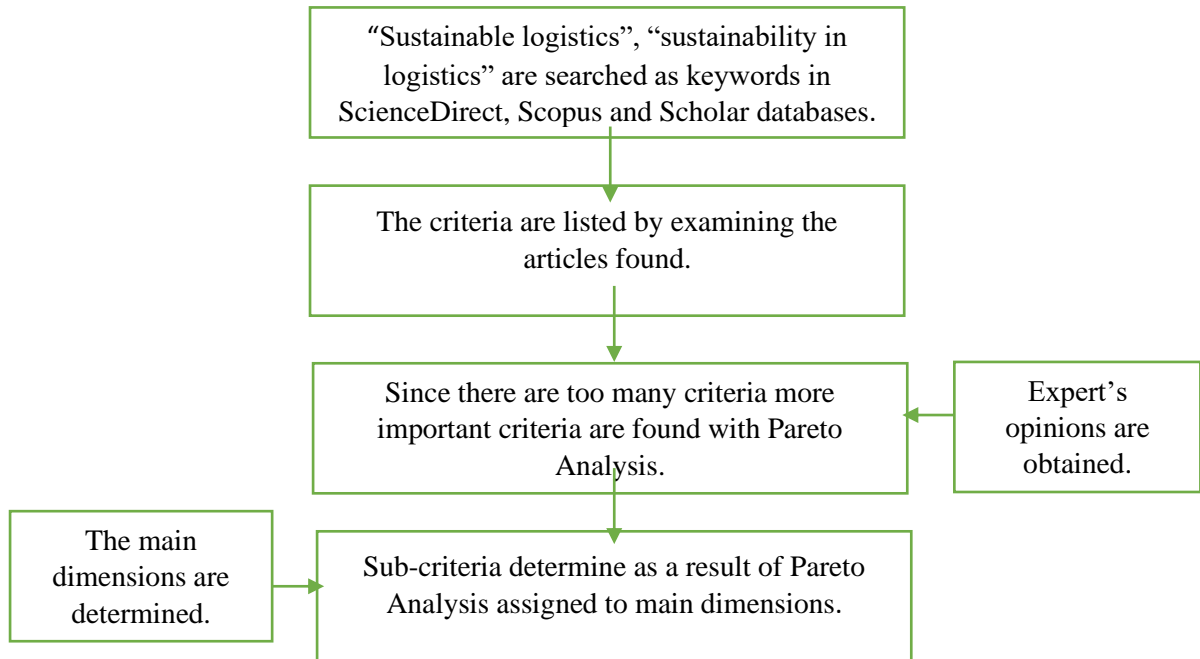 “Sustainable logistics”, “sustainability in
logistics” are searched as keywords in
ScienceDirect, Scopus and Scholar databases.
The criteria are listed by examining the
articles found.
Since there are too many criteria more
important criteria are found with Pareto
Analysis.
Expert’s
opinions are
obtained.
The main
dimensions are
determined.
Sub-criteria determine as a result of Pareto
Analysis assigned to main dimensions.